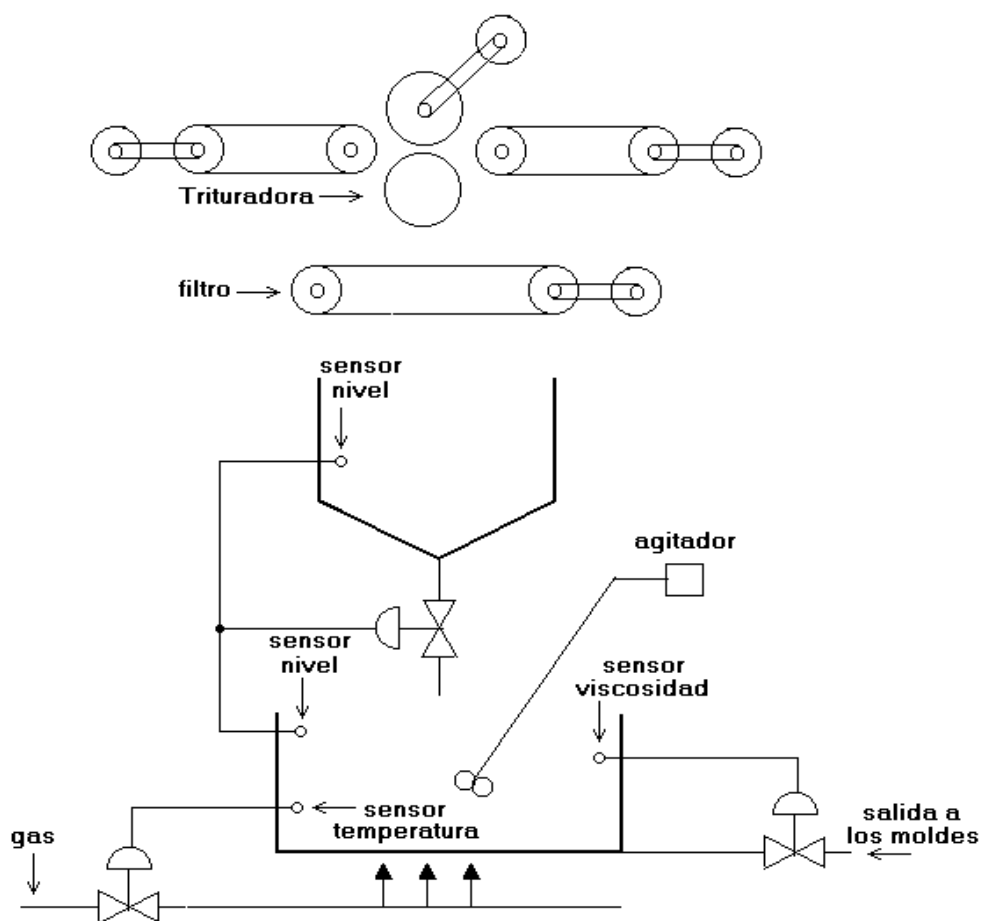 Trituradora
filtro
sensor
nivel
agitador
sensor
nivel
sensor
viscosidad
sensor
temperatura
salida a
los moldes
gas